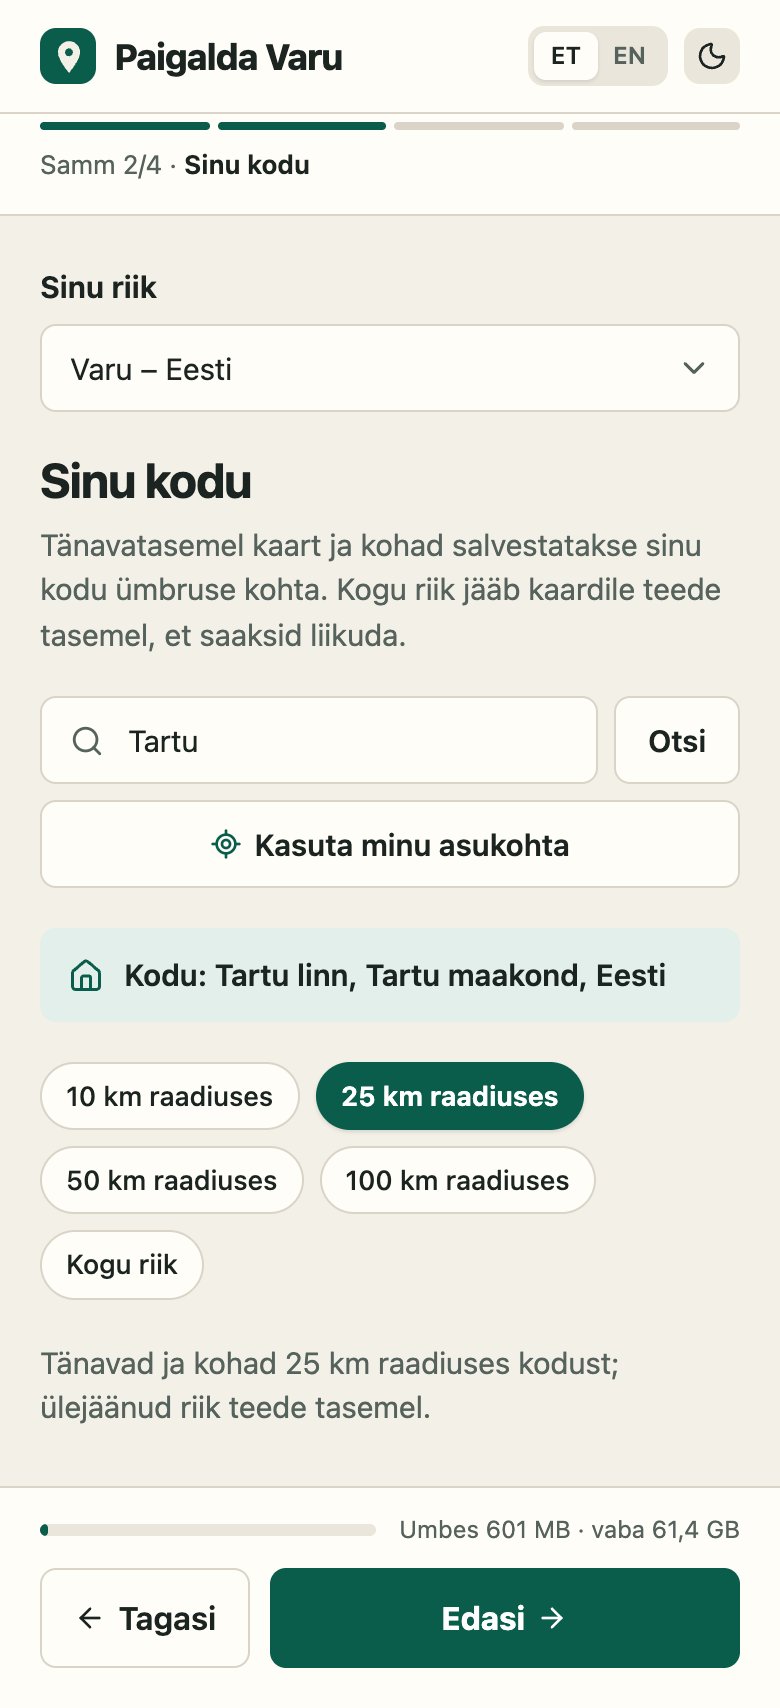 Paigalda Varu
ET EN
Samm 2/4 · Sinu kodu
Sinu riik
Varu – Eesti
Sinu kodu
Tänavatasemel kaart ja kohad salvestatakse sinu
kodu ümbruse kohta. Kogu riik jääb kaardile teede
tasemel, et saaksid liikuda.
Tartu
Otsi
Kasuta minu asukohta
Kodu: Tartu linn, Tartu maakond, Eesti
10 km raadiuses
25 km raadiuses
50 km raadiuses
100 km raadiuses
Kogu riik
Tänavad ja kohad 25 km raadiuses kodust;
ülejäänud riik teede tasemel.
Umbes 601 MB · vaba 61,4 GB
← Tagasi
Edasi →